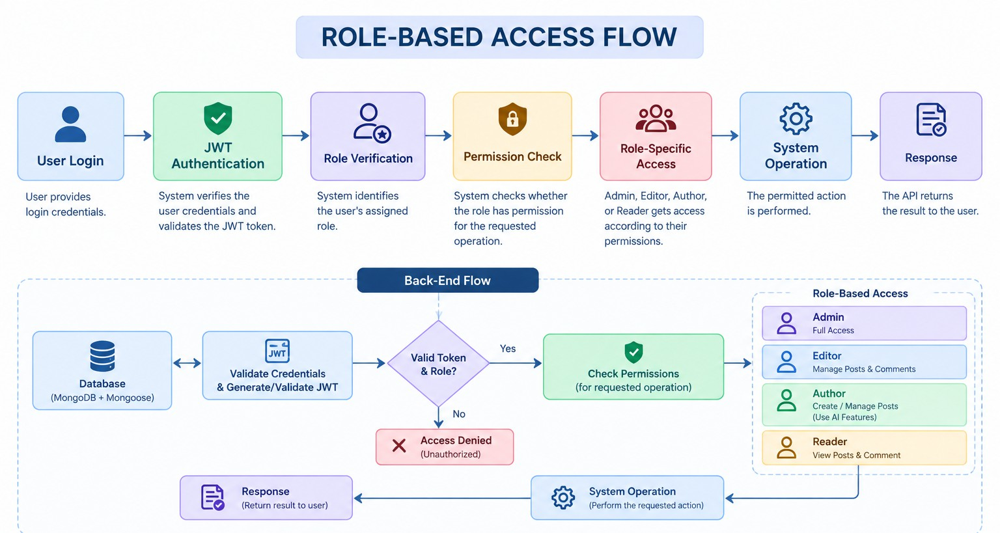 ROLE-BASED ACCESS FLOW
User Login
JWT
Authentication
Role Verification
Permission Check
Role-Specific
Access
System
Operation
Response
User provides
login credentials.
System verifies the
user credentials and
validates the JWT token.
System identifies
the user's assigned
role.
System checks whether
the role has permission
for the requested
operation.
Admin, Editor, Author,
or Reader gets access
according to their
permissions.
The permitted action
is performed.
The API returns
the result to the user.
Back-End Flow
Database
(MongoDB + Mongoose)
JWT
Validate Credentials
& Generate/Validate JWT
Valid Token
& Role?
Yes
No
Access Denied
(Unauthorized)
Check Permissions
(for requested operation)
Role-Based Access
Admin
Full Access
Editor
Manage Posts & Comments
Author
Create / Manage Posts
(Use AI Features)
Reader
View Posts & Comment
System Operation
(Perform the requested action)
Response
(Return result to user)